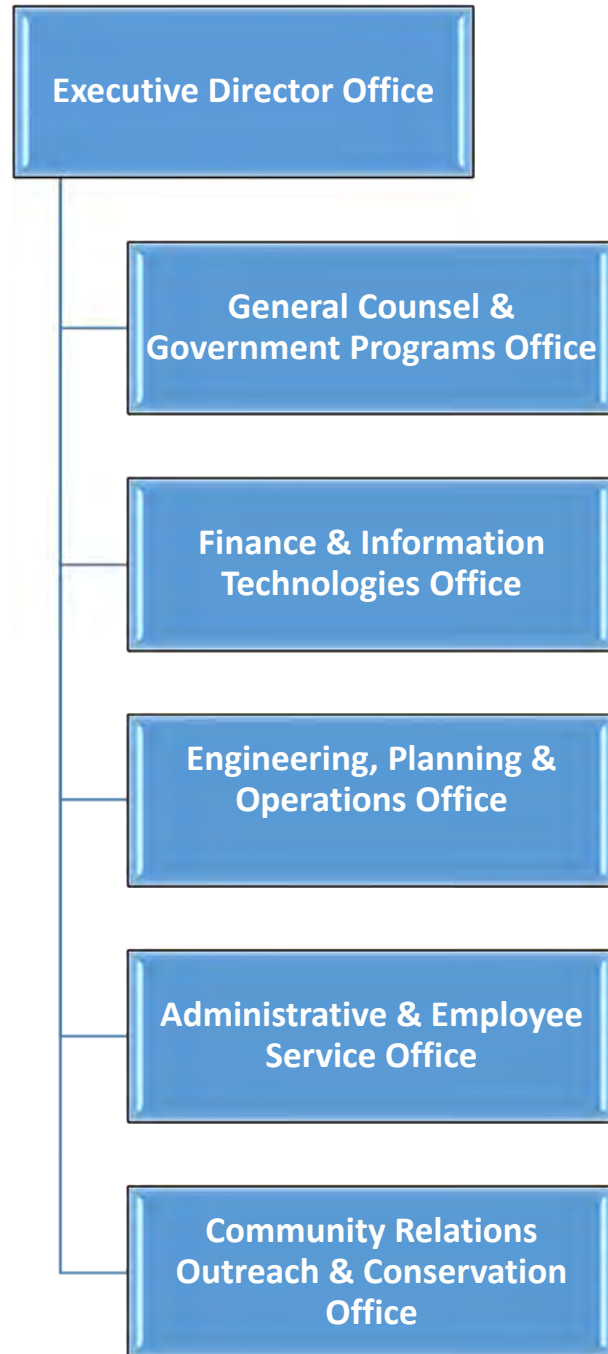 Executive Director Office
General Counsel &
Government Programs Office
Finance & Information
Technologies Office
Engineering, Planning &
Operations Office
Administrative & Employee
Service Office
Community Relations
Outreach & Conservation
Office